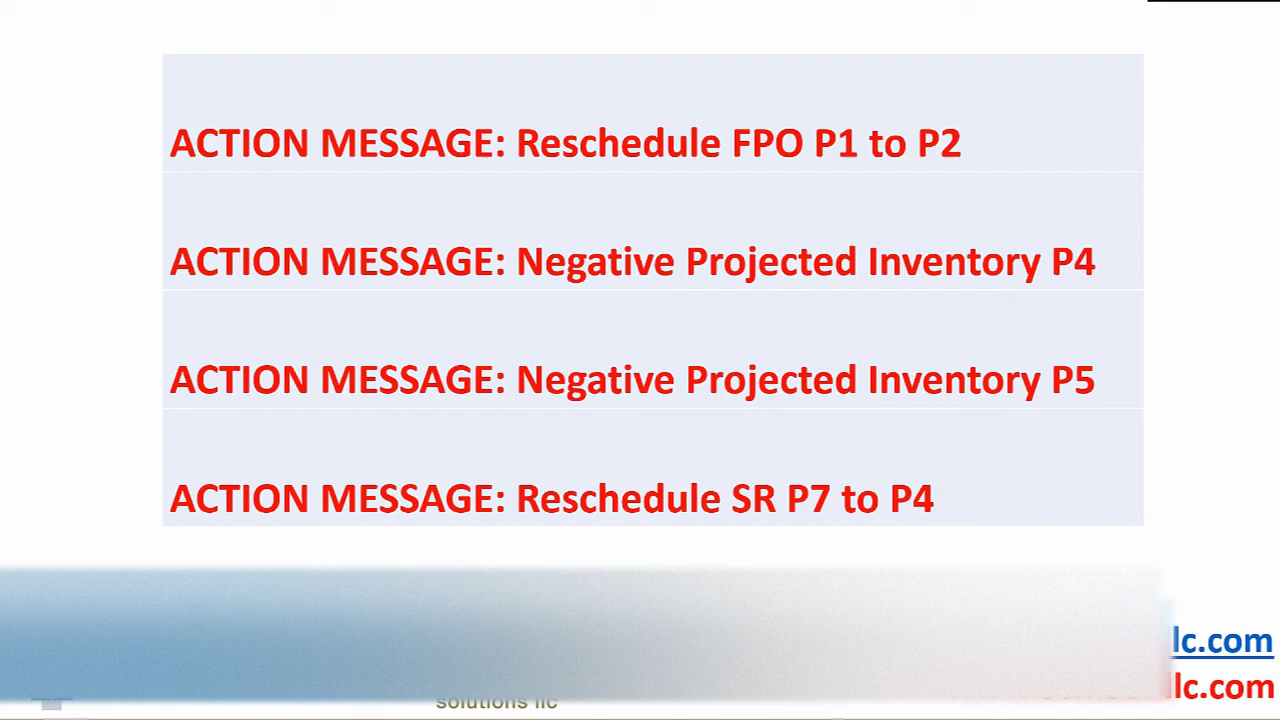 ACTION MESSAGE: Reschedule FPO P1 to P2
ACTION MESSAGE: Negative Projected Inventory P4
ACTION MESSAGE: Negative Projected Inventory P5
ACTION MESSAGE: Reschedule SR P7 to P4
lc.com
llc.com
solutions llc